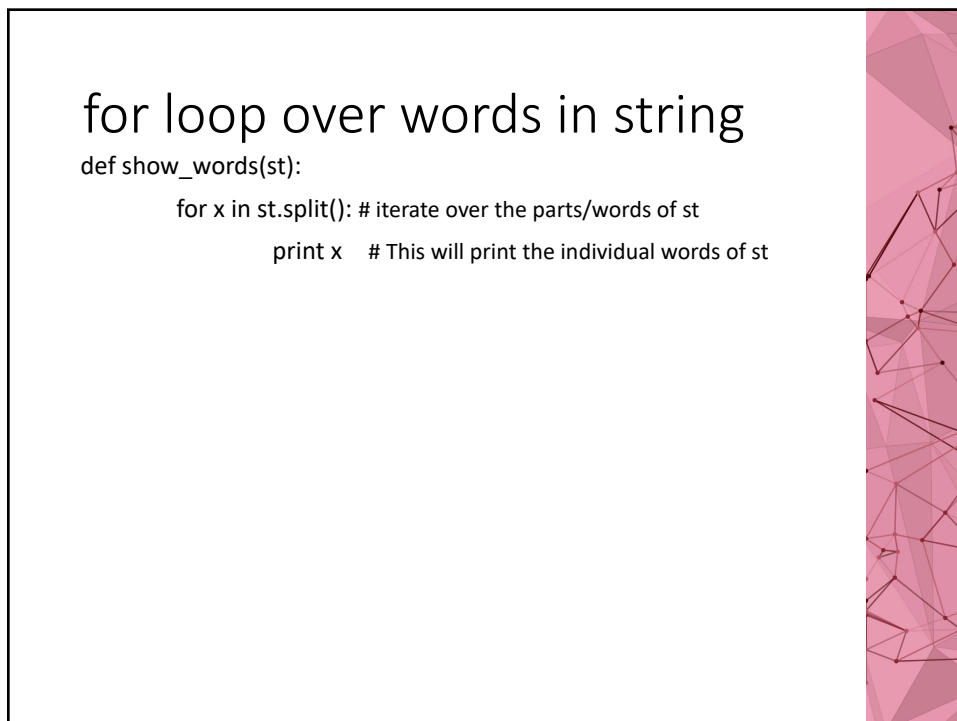 for loop over words in string
def show_words(st):
for x in st.split(): # iterate over the parts/words of st
print x # This will print the individual words of st